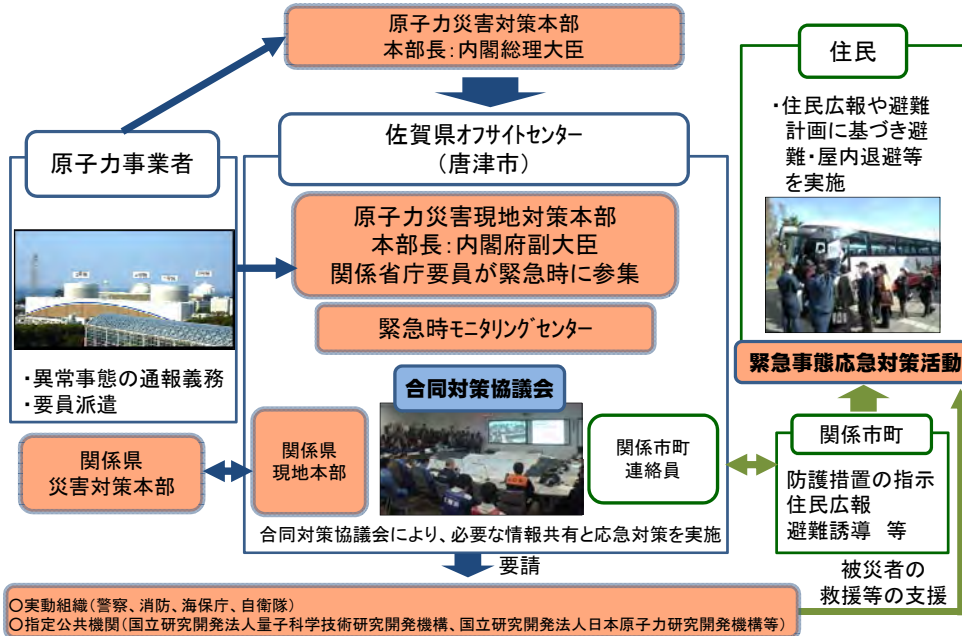 原子力災害対策本部
本部長：内閣総理大臣
佐賀県オフサイトセンター
（唐津市）
原子力事業者
・異常事態の通報義務
・要員派遣
原子力災害現地対策本部
本部長：内閣府副大臣
関係省庁要員が緊急時に参集
緊急時モニタリングセンター
合同対策協議会
関係県
災害対策本部
関係県
現地本部
関係市町
連絡員
合同対策協議会により、必要な情報共有と応急対策を実施
要請
○実動組織（警察、消防、海保庁、自衛隊）
○指定公共機関（国立研究開発法人量子科学技術研究開発機構、国立研究開発法人日本原子力研究開発機構等）
住民
・住民広報や避難
計画に基づき避
難・屋内退避等
を実施
緊急事態応急対策活動
関係市町
防護措置の指示
住民広報
避難誘導　等
被災者の
救援等の支援